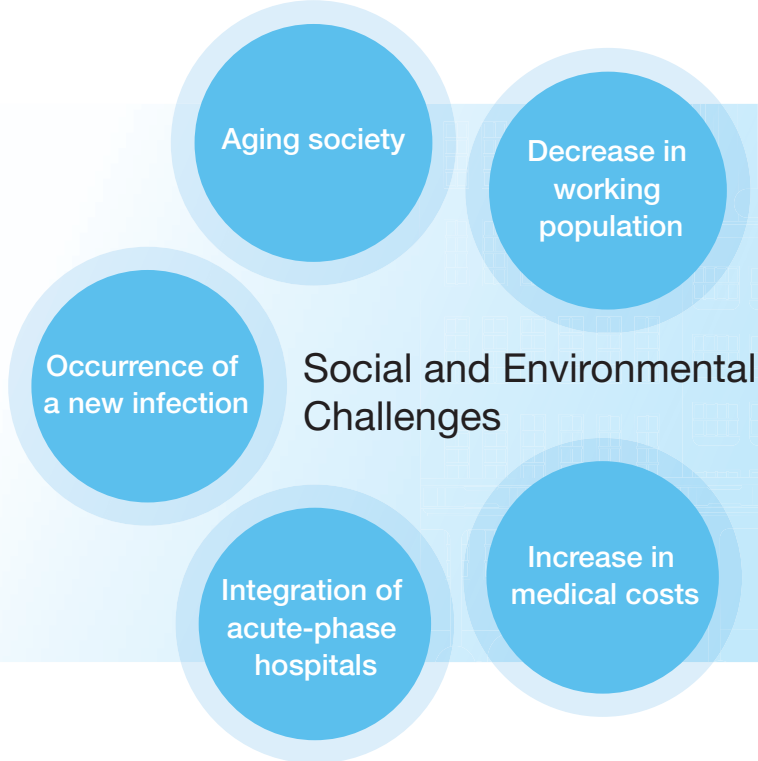 Aging society
Decrease in
working
population
Occurrence of
a new infection
Social and Environmental
Challenges
Increase in
medical costs
Integration of
acute-phase
hospitals